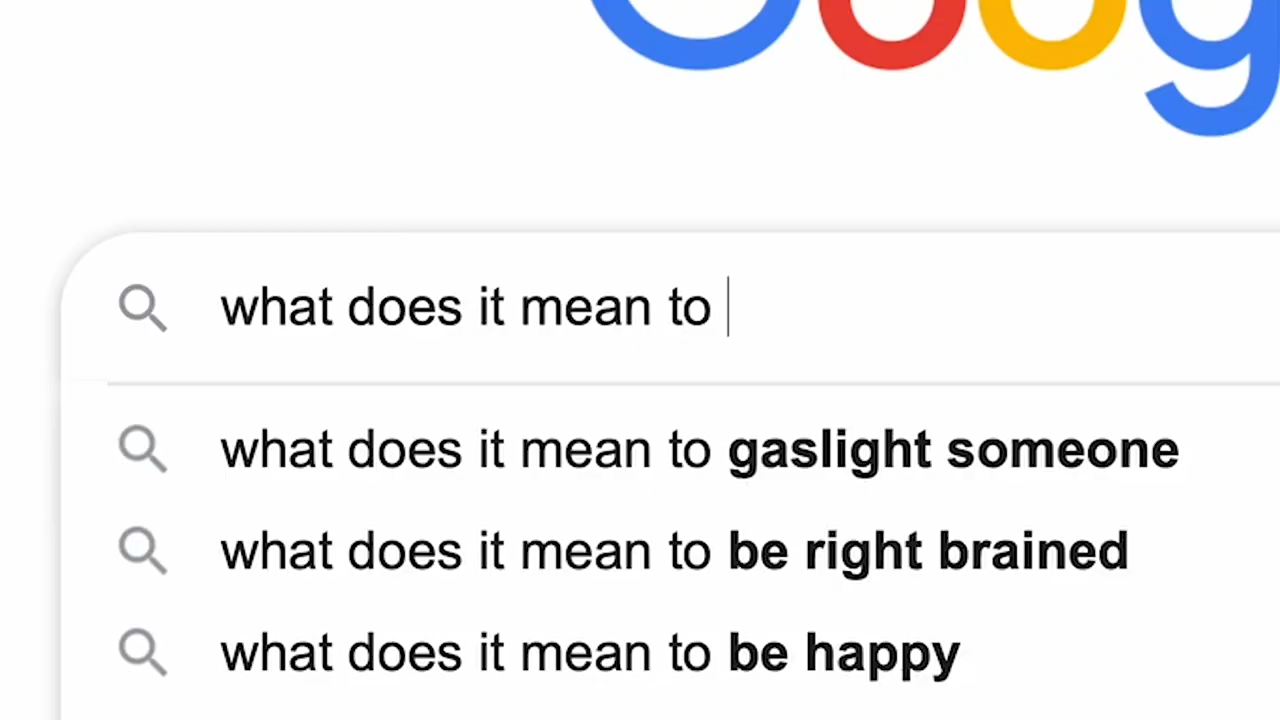 Goog
what does it mean to
what does it mean to gaslight someone
what does it mean to be right brained
what does it mean to be happy